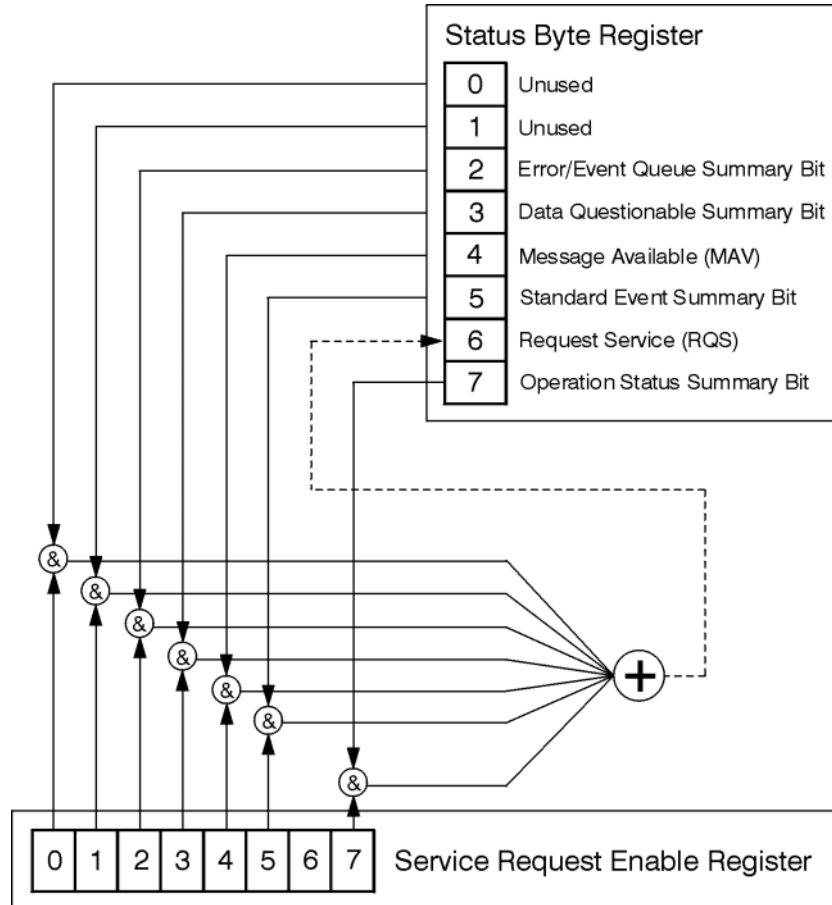 Status Byte Register
0 Unused
1 Unused
2 Error/Event Queue Summary Bit
3 Data Questionable Summary Bit
4 Message Available (MAV)
5 Standard Event Summary Bit
6 Request Service (RQS)
7 Operation Status Summary Bit
&
&
&
&
&
&
&
+
0 1 2 3 4 5 6 7 Service Request Enable Register